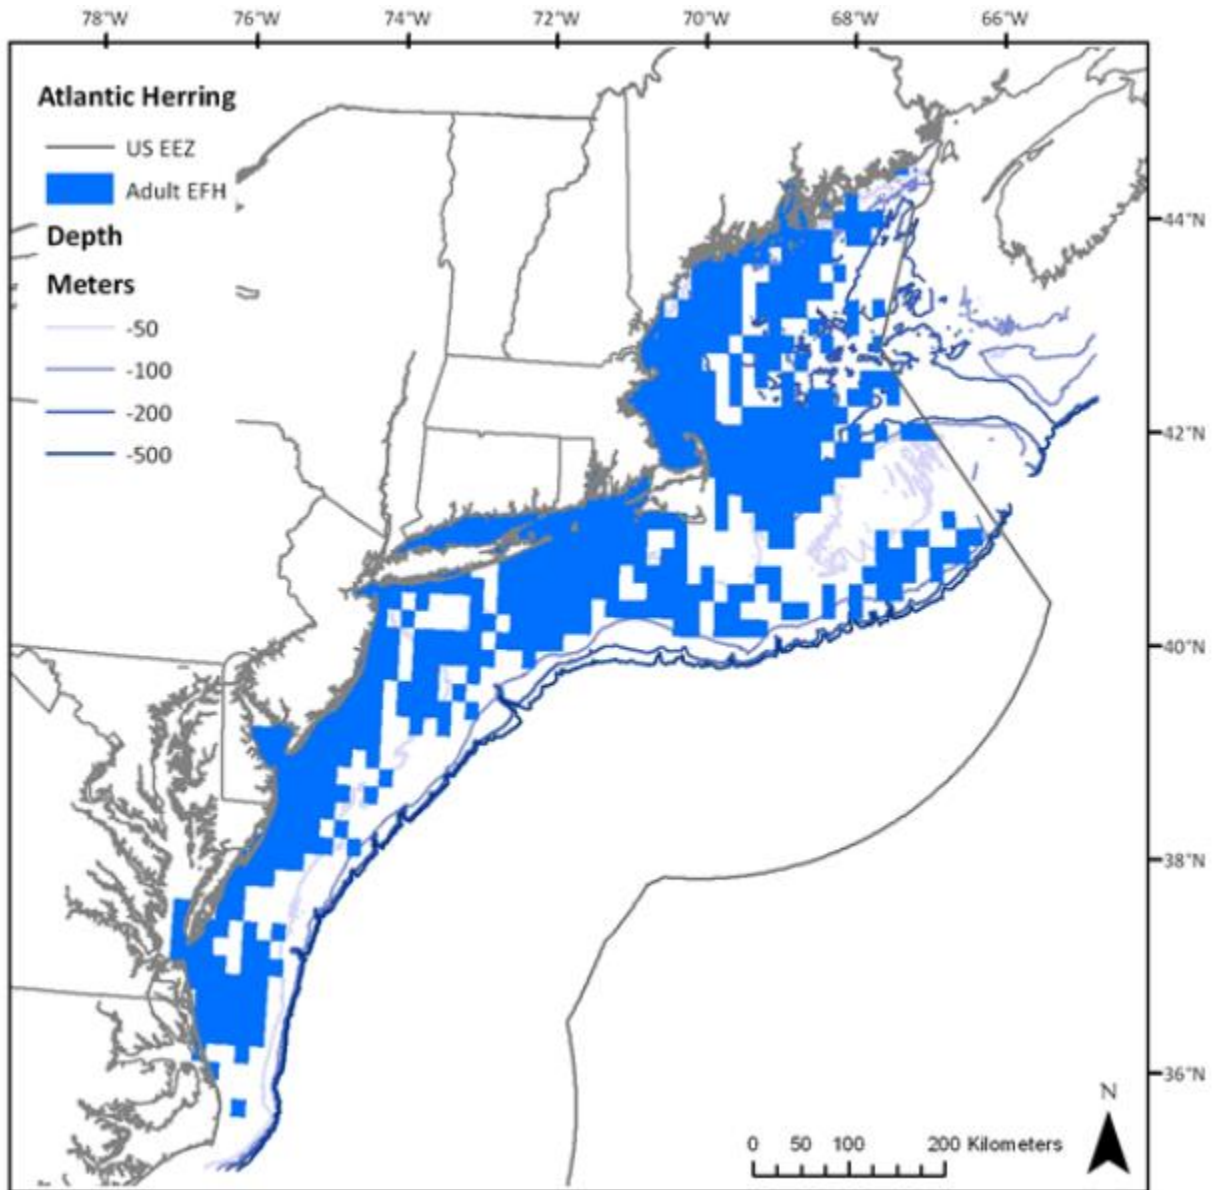 78°W 76°W 74°W 72°W 70°W 68°W 66°W
Atlantic Herring
US EEZ
Adult EFH
Depth
Meters
-50
-100
-200
-500
44°N
42°N
40°N
38°N
36°N
N
0 50 100 200 Kilometers